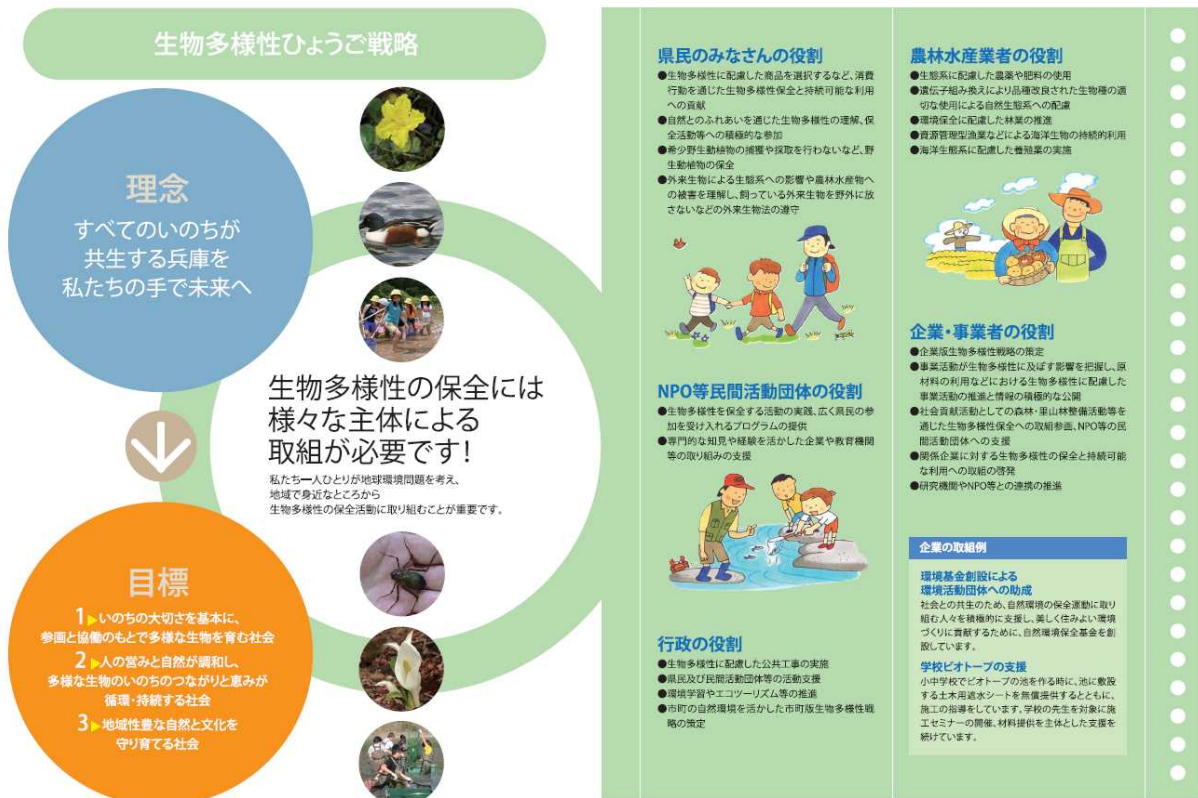 生物多様性ひょうご戦略
理念
すべてのいのちが
共生する兵庫を
私たちの手で未来へ
目標
1▶いのちの大切さを基本に、
参画と協働のもとで多様な生物を育む社会
2▶人の営みと自然が調和し、
多様な生物のいのちのつながりと恵みが
循環・持続する社会
3▶地域性豊な自然と文化を
守り育てる社会
生物多様性の保全には
様々な主体による
取組が必要です!
私たち一人ひとりが地球環境問題を考え、
地域で身近なところから
生物多様性の保全活動に取り組むことが重要です。
県民のみなさんの役割
●生物多様性に配慮した商品を選択するなど、消費
行動を通じた生物多様性保全と持続可能な利用
への貢献
●自然とのふれあいを通じた生物多様性の理解、保
全活動等への積極的な参加
●希少野生動植物の捕獲や採取を行わないなど、野
生動植物の保全
●外来生物による生態系への影響や農林水産物へ
の被害を理解し、飼っている外来生物を野外に放
さないなどの外来生物法の遵守
NPO等民間活動団体の役割
●生物多様性を保全する活動の実践、広く県民の参
加を受け入れるプログラムの提供
●専門的な知見や経験を活かした企業や教育機関
等の取り組みの支援
行政の役割
●生物多様性に配慮した公共工事の実施
●県民及び民間活動団体等の活動支援
●環境学習やエコツーリズム等の推進
●市町の自然環境を活かした市町版生物多様性戦
略の策定
農林水産業者の役割
●生態系に配慮した農薬や肥料の使用
●遺伝子組み換えにより品種改良された生物種の適
切な使用による自然生態系への配慮
●環境保全に配慮した林業の推進
●資源管理型漁業などによる海洋生物の持続的利用
●海洋生態系に配慮した養殖業の実施
企業・事業者の役割
●企業版生物多様性戦略の策定
●事業活動が生物多様性に及ぼす影響を把握し、原
材料の利用などにおける生物多様性に配慮した
事業活動の推進と情報の積極的な公開
●社会貢献活動としての森林・里山林整備活動等を
通じた生物多様性保全への取組参画、NPO等の民
間活動団体への支援
●関係企業に対する生物多様性の保全と持続可能
な利用への取組の啓発
●研究機関やNPO等との連携の推進
企業の取組例
環境基金創設による
環境活動団体への助成
社会との共生のため、自然環境の保全運動に取り
組む人々を積極的に支援し、美しく住みよい環境
づくりに貢献するために、自然環境保全基金を創
設しています。
学校ビオトープの支援
小中学校でビオトープの池を作る時に、池に敷設
する土木用遮水シートを無償提供するとともに、
施工の指導をしています。学校の先生を対象に施
工セミナーの開催、材料提供を主体とした支援を
続けています。